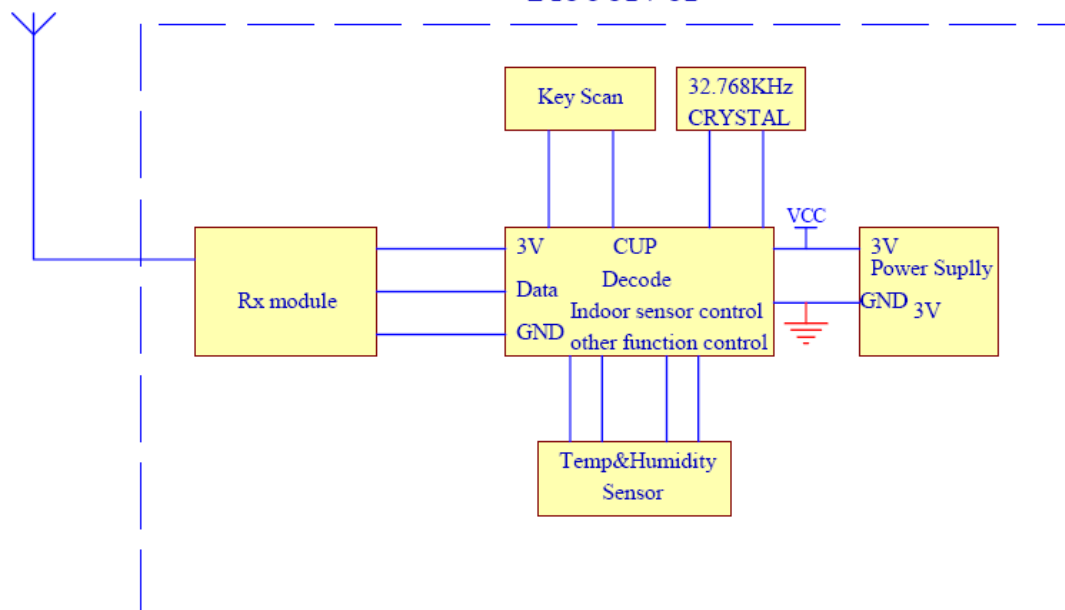 Key Scan
32.768KHz
CRYSTAL
VCC
3V
CUP
3V
Power Suplly
Decode
Rx module
Data
Indoor sensor control
GND
3V
GND
other function control
Temp&Humidity
Sensor